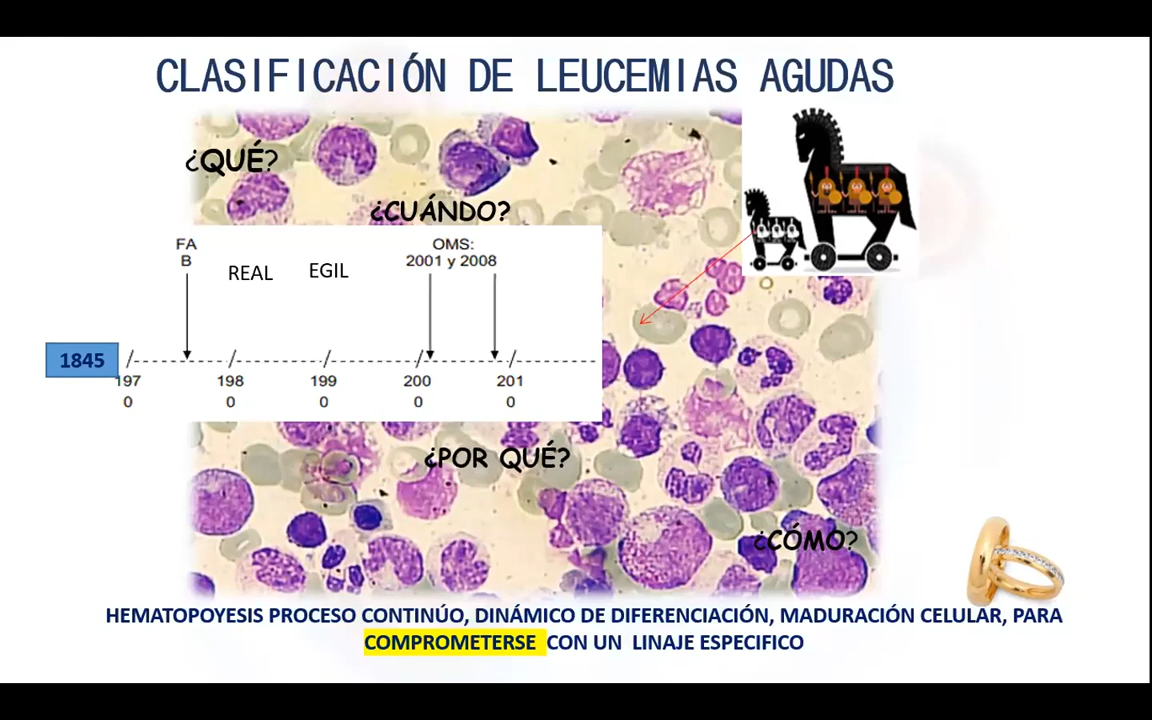 CLASIFICACIÓN DE LEUCEMIAS AGUDAS
¿QUÉ?
¿CUÁNDO?
FA
B
REAL
EGIL
OMS:
2001 y 2008
1845
197
0
198
0
199
0
200
0
201
0
¿POR QUÉ?
¿CÓMO?
HEMATOPOYESIS PROCESO CONTINÚO, DINÁMICO DE DIFERENCIACIÓN, MADURACIÓN CELULAR, PARA
COMPROMETERSE CON UN LINAJE ESPECIFICO